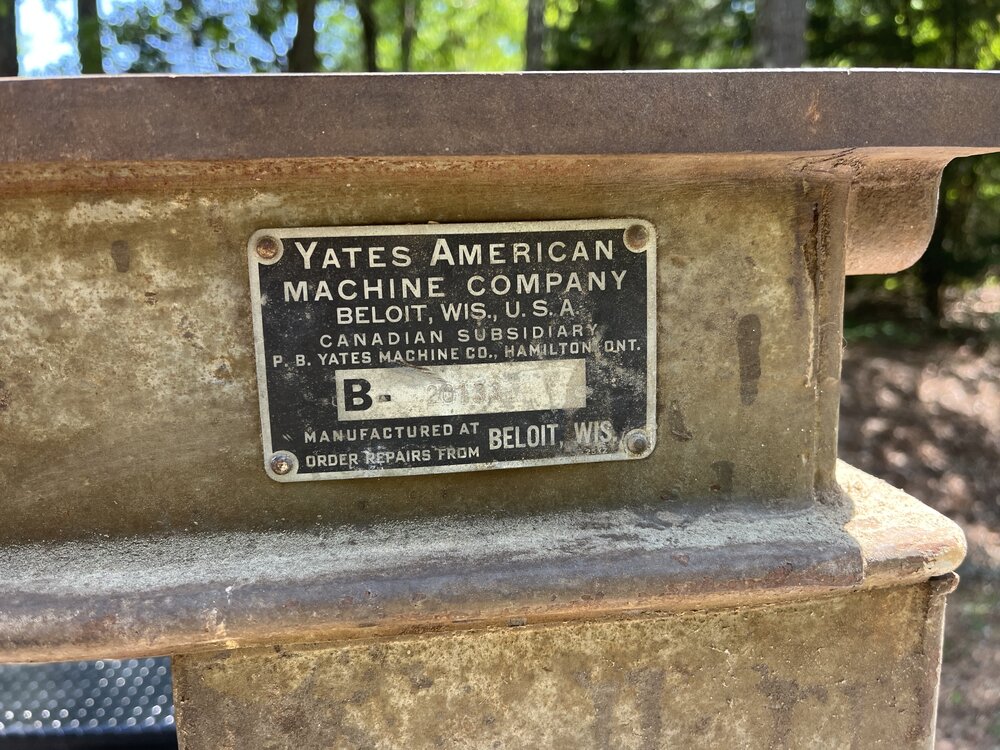 YATES AMERICAN
MACHINE COMPANY
BELOIT, WIS., U. S. A.
CANADIAN SUBSIDIARY
P. B. YATES MACHINE CO., HAMILTON, ONT.
B-
MANUFACTURED AT BELOIT, WIS.
ORDER REPAIRS FROM